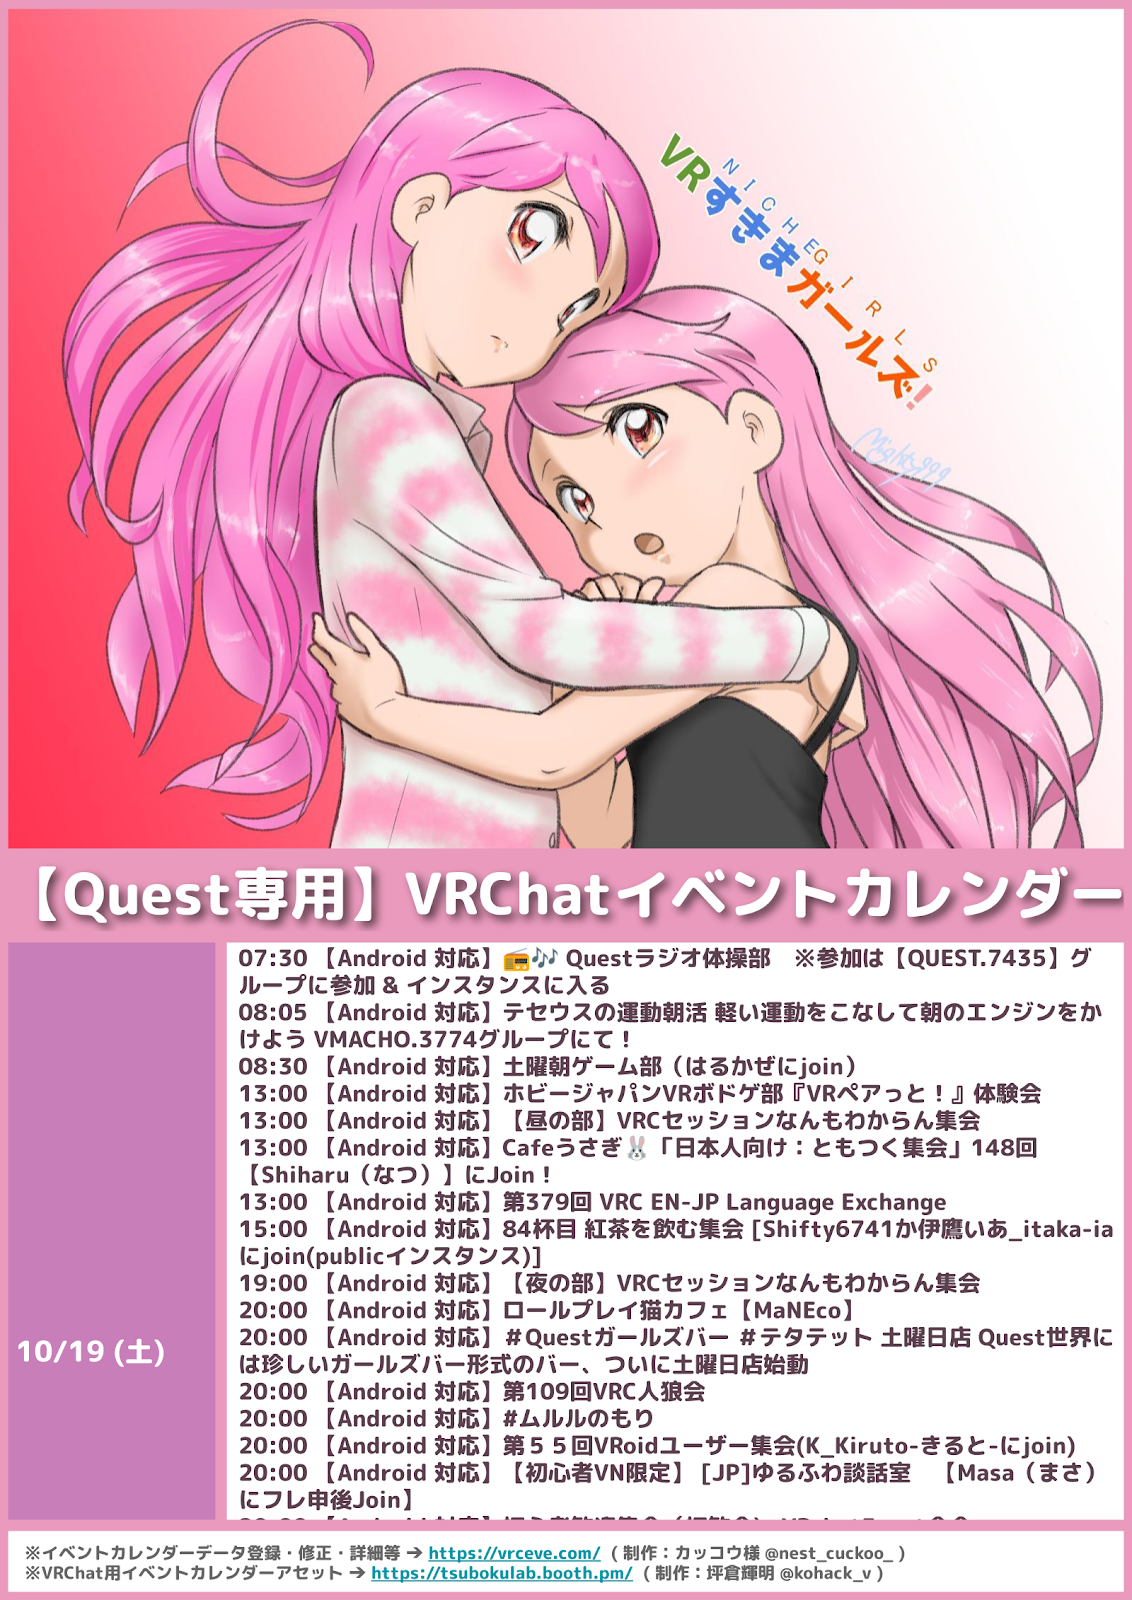 NICHE GIRLS
VRすきまガールズ!
Mighty999
【Quest専用】VRChatイベントカレンダー
10/19 (土)
07:30 【Android 対応】📻🎶 Questラジオ体操部　※参加は【QUEST.7435】グ
ループに参加 & インスタンスに入る
08:05 【Android 対応】テセウスの運動朝活 軽い運動をこなして朝のエンジンをか
けよう VMACHO.3774グループにて！
08:30 【Android 対応】土曜朝ゲーム部（はるかぜにjoin）
13:00 【Android 対応】ホビージャパンVRボドゲ部『VRペアっと！』体験会
13:00 【Android 対応】【昼の部】VRCセッションなんもわからん集会
13:00 【Android 対応】Cafeうさぎ🐰「日本人向け：ともつく集会」148回
【Shiharu（なつ）】にJoin！
13:00 【Android 対応】第379回 VRC EN-JP Language Exchange
15:00 【Android 対応】84杯目 紅茶を飲む集会 [Shifty6741か伊鷹いあ_itaka-ia
にjoin(publicインスタンス)]
19:00 【Android 対応】【夜の部】VRCセッションなんもわからん集会
20:00 【Android 対応】ロールプレイ猫カフェ【MaNEco】
20:00 【Android 対応】＃Questガールズバー ＃テタテット 土曜日店 Quest世界に
は珍しいガールズバー形式のバー、ついに土曜日店始動
20:00 【Android 対応】第109回VRC人狼会
20:00 【Android 対応】#ムルルのもり
20:00 【Android 対応】第５５回VRoidユーザー集会(K_Kiruto-きると-にjoin)
20:00 【Android 対応】【初心者VN限定】 [JP]ゆるふわ談話室　【Masa（まさ）
にフレ申後Join】
※イベントカレンダーデータ登録・修正・詳細等 → https://vrceve.com/ （制作：カッコウ様 @nest_cuckoo_ ）
※VRChat用イベントカレンダーアセット → https://tsubokulab.booth.pm/ （制作：坪倉輝明 @kohack_v ）